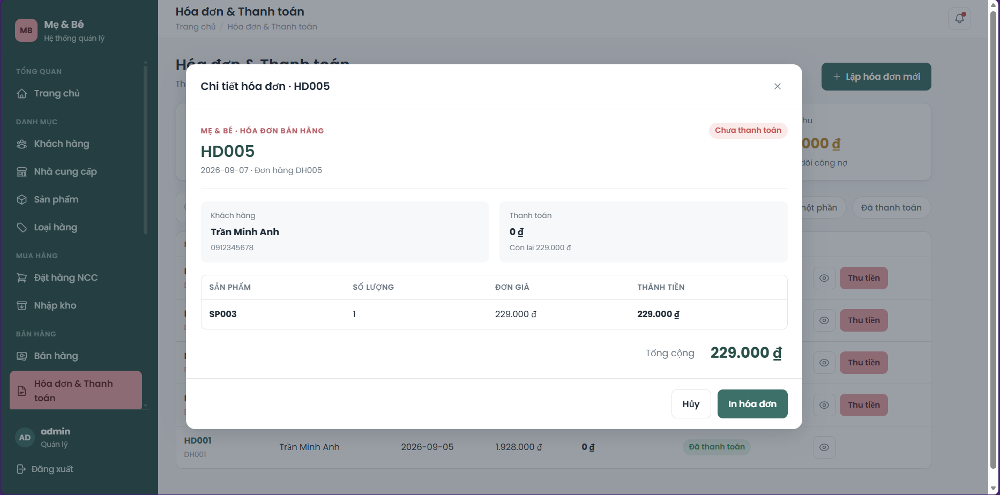 MB
Mẹ & Bé
Hệ thống quản lý
TỔNG QUAN
Trang chủ
DANH MỤC
Khách hàng
Nhà cung cấp
Sản phẩm
Loại hàng
MUA HÀNG
Đặt hàng NCC
Nhập kho
BÁN HÀNG
Bán hàng
Hóa đơn & Thanh
toán
AD
admin
Quản lý
Đăng xuất
Hóa đơn & Thanh toán
Trang chủ / Hóa đơn & Thanh toán
Hóa đơn & Thanh toán
Th
+ Lập hóa đơn mới
hu
000 ₫
dõi công nợ
một phần
Đã thanh toán
Chi tiết hóa đơn · HD005
MẸ & BÉ · HÓA ĐƠN BÁN HÀNG
Chưa thanh toán
HD005
2026-09-07 · Đơn hàng DH005
Khách hàng
Trần Minh Anh
0912345678
Thanh toán
0 ₫
Còn lại 229.000 ₫
SẢN PHẨM SỐ LƯỢNG ĐƠN GIÁ THÀNH TIỀN
SP003 1 229.000 ₫ 229.000 ₫
Tổng cộng 229.000 ₫
Hủy
In hóa đơn
Thu tiền
Thu tiền
Thu tiền
Thu tiền
HD001 Trần Minh Anh 2026-09-05 1.928.000 ₫ 0 ₫ Đã thanh toán
DH001